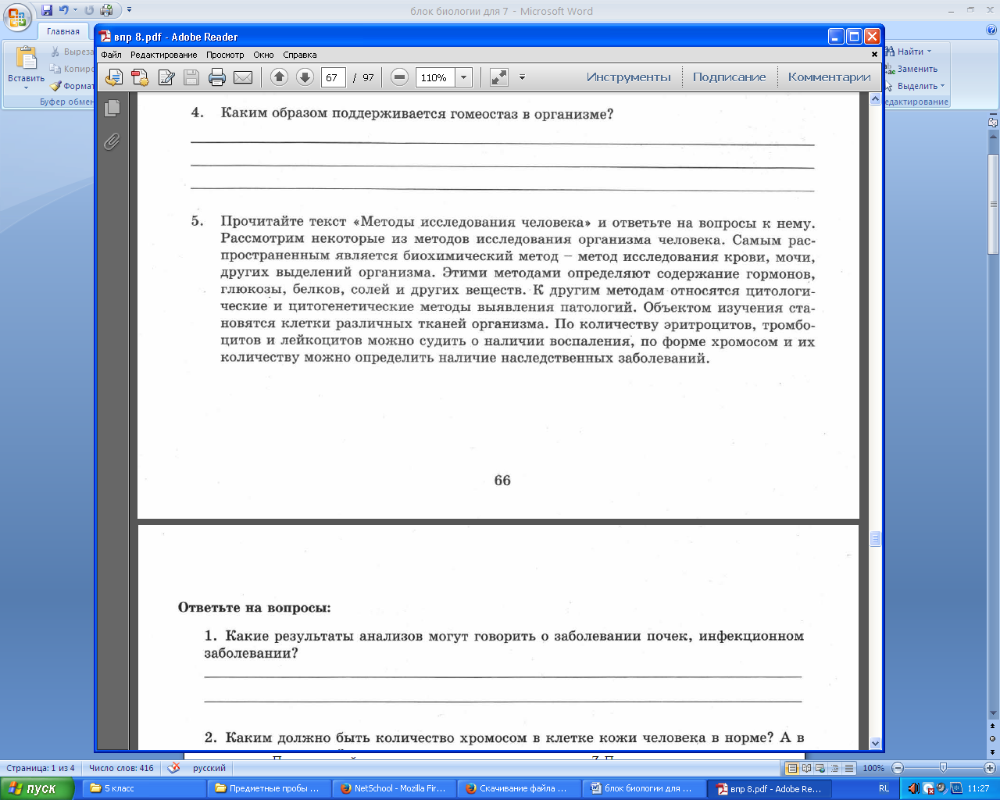 блок биологии для 7 - Microsoft Word
Главная
впр 8.pdf - Adobe Reader
Файл Редактирование Просмотр Окно Справка
Вставить
Выреза
Копиро
Формат
Буфер обмен
67 / 97 110%
Инструменты Подписание Комментарии
Найти
Заменить
Выделить
едактирование
4. Каким образом поддерживается гомеостаз в организме?
5. Прочитайте текст «Методы исследования человека» и ответьте на вопросы к нему.
Рассмотрим некоторые из методов исследования организма человека. Самым рас-
пространенным является биохимический метод – метод исследования крови, мочи,
других выделений организма. Этими методами определяют содержание гормонов,
глюкозы, белков, солей и других веществ. К другим методам относятся цитологи-
ческие и цитогенетические методы выявления патологий. Объектом изучения ста-
новятся клетки различных тканей организма. По количеству эритроцитов, тромбо-
цитов и лейкоцитов можно судить о наличии воспаления, по форме хромосом и их
количеству можно определить наличие наследственных заболеваний.
66
Ответьте на вопросы:
1. Какие результаты анализов могут говорить о заболевании почек, инфекционном
заболевании?
2. Каким должно быть количество хромосом в клетке кожи человека в норме? А в
Страница: 1 из 4 Число слов: 416 русский 100%
пуск 5 класс Предметные пробы ... NetSchool - Mozilla Fir... Скачивание файла ... блок биологии для ... впр 8.pdf - Adobe Re... RL 11:27